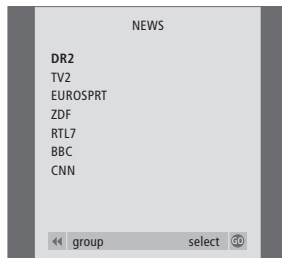 NEWS
DR2
TV2
EUROSPRT
ZDF
RTL7
BBC
CNN
group select GO